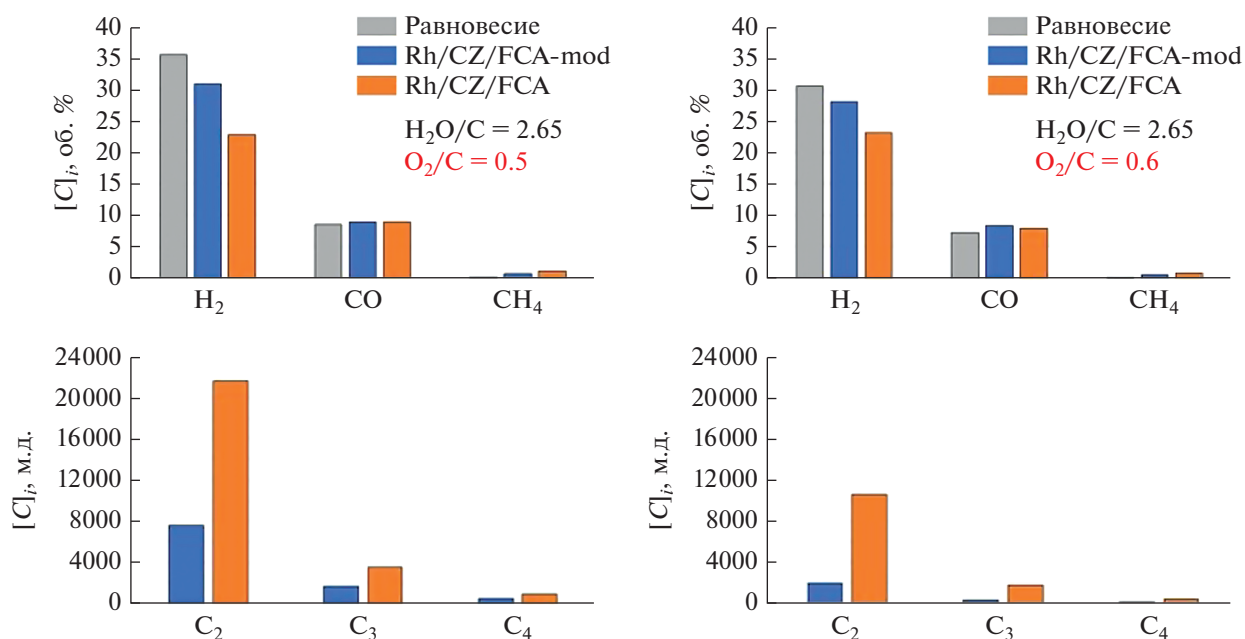 [C]i, об. %
40
35
30
25
20
15
10
5
0
Равновесие
Rh/CZ/FCA-mod
Rh/CZ/FCA
H2O/C = 2.65
O2/C = 0.5
H2 CO CH4
[C]i, об. %
40
35
30
25
20
15
10
5
0
Равновесие
Rh/CZ/FCA-mod
Rh/CZ/FCA
H2O/C = 2.65
O2/C = 0.6
H2 CO CH4
[C]i, м.д.
24000
20000
16000
12000
8000
4000
0
C2 C3 C4
[C]i, м.д.
24000
20000
16000
12000
8000
4000
0
C2 C3 C4